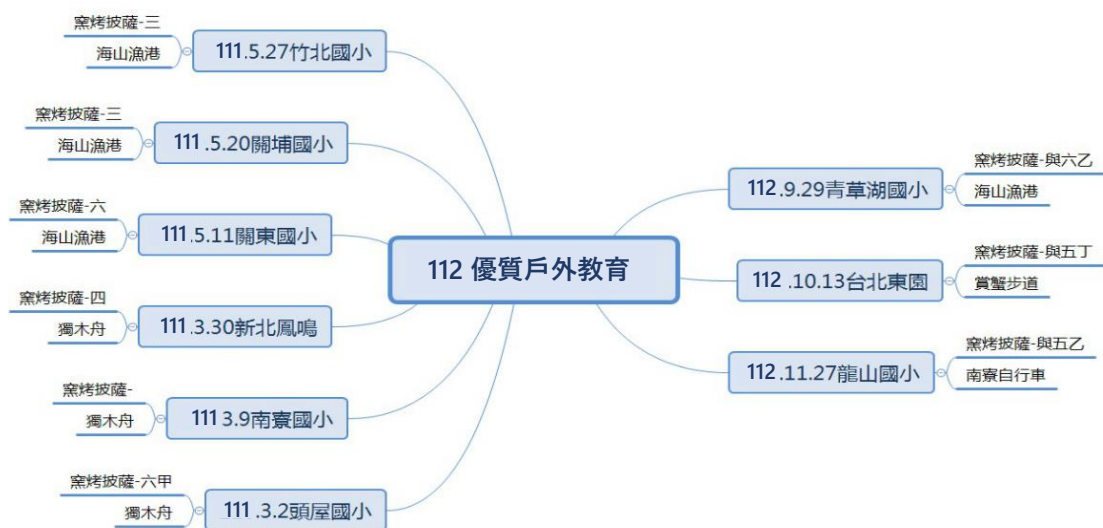 窯烤披薩-三
海山漁港
111.5.27竹北國小
窯烤披薩-三
海山漁港
111.5.20關埔國小
窯烤披薩-六
海山漁港
111.5.11關東國小
窯烤披薩-四
獨木舟
111.3.30新北鳳鳴
窯烤披薩-
獨木舟
111 3.9南寮國小
窯烤披薩-六甲
獨木舟
111.3.2頭屋國小
112 優質戶外教育
112.9.29青草湖國小
窯烤披薩-與六乙
海山漁港
112.10.13台北東園
窯烤披薩-與五丁
賞蟹步道
112.11.27龍山國小
窯烤披薩-與五乙
南寮自行車